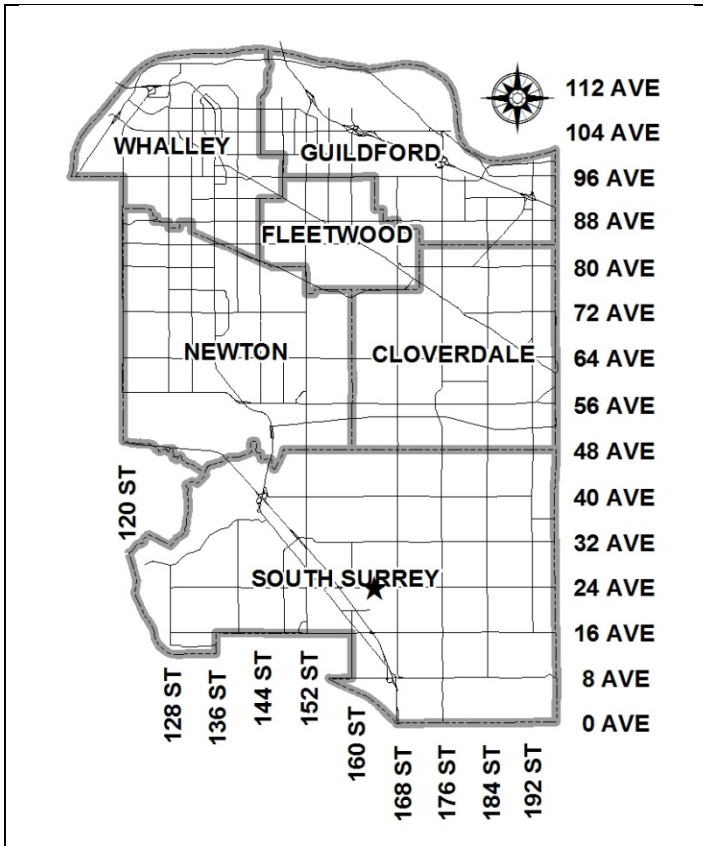 112 AVE
104 AVE
WHALLEY
GUILDFORD
96 AVE
88 AVE
FLEETWOOD
80 AVE
72 AVE
NEWTON
CLOVERDALE
64 AVE
56 AVE
48 AVE
120 ST
40 AVE
32 AVE
SOUTH SURREY
24 AVE
16 AVE
128 ST
136 ST
144 ST
152 ST
160 ST
8 AVE
0 AVE
168 ST
176 ST
184 ST
192 ST